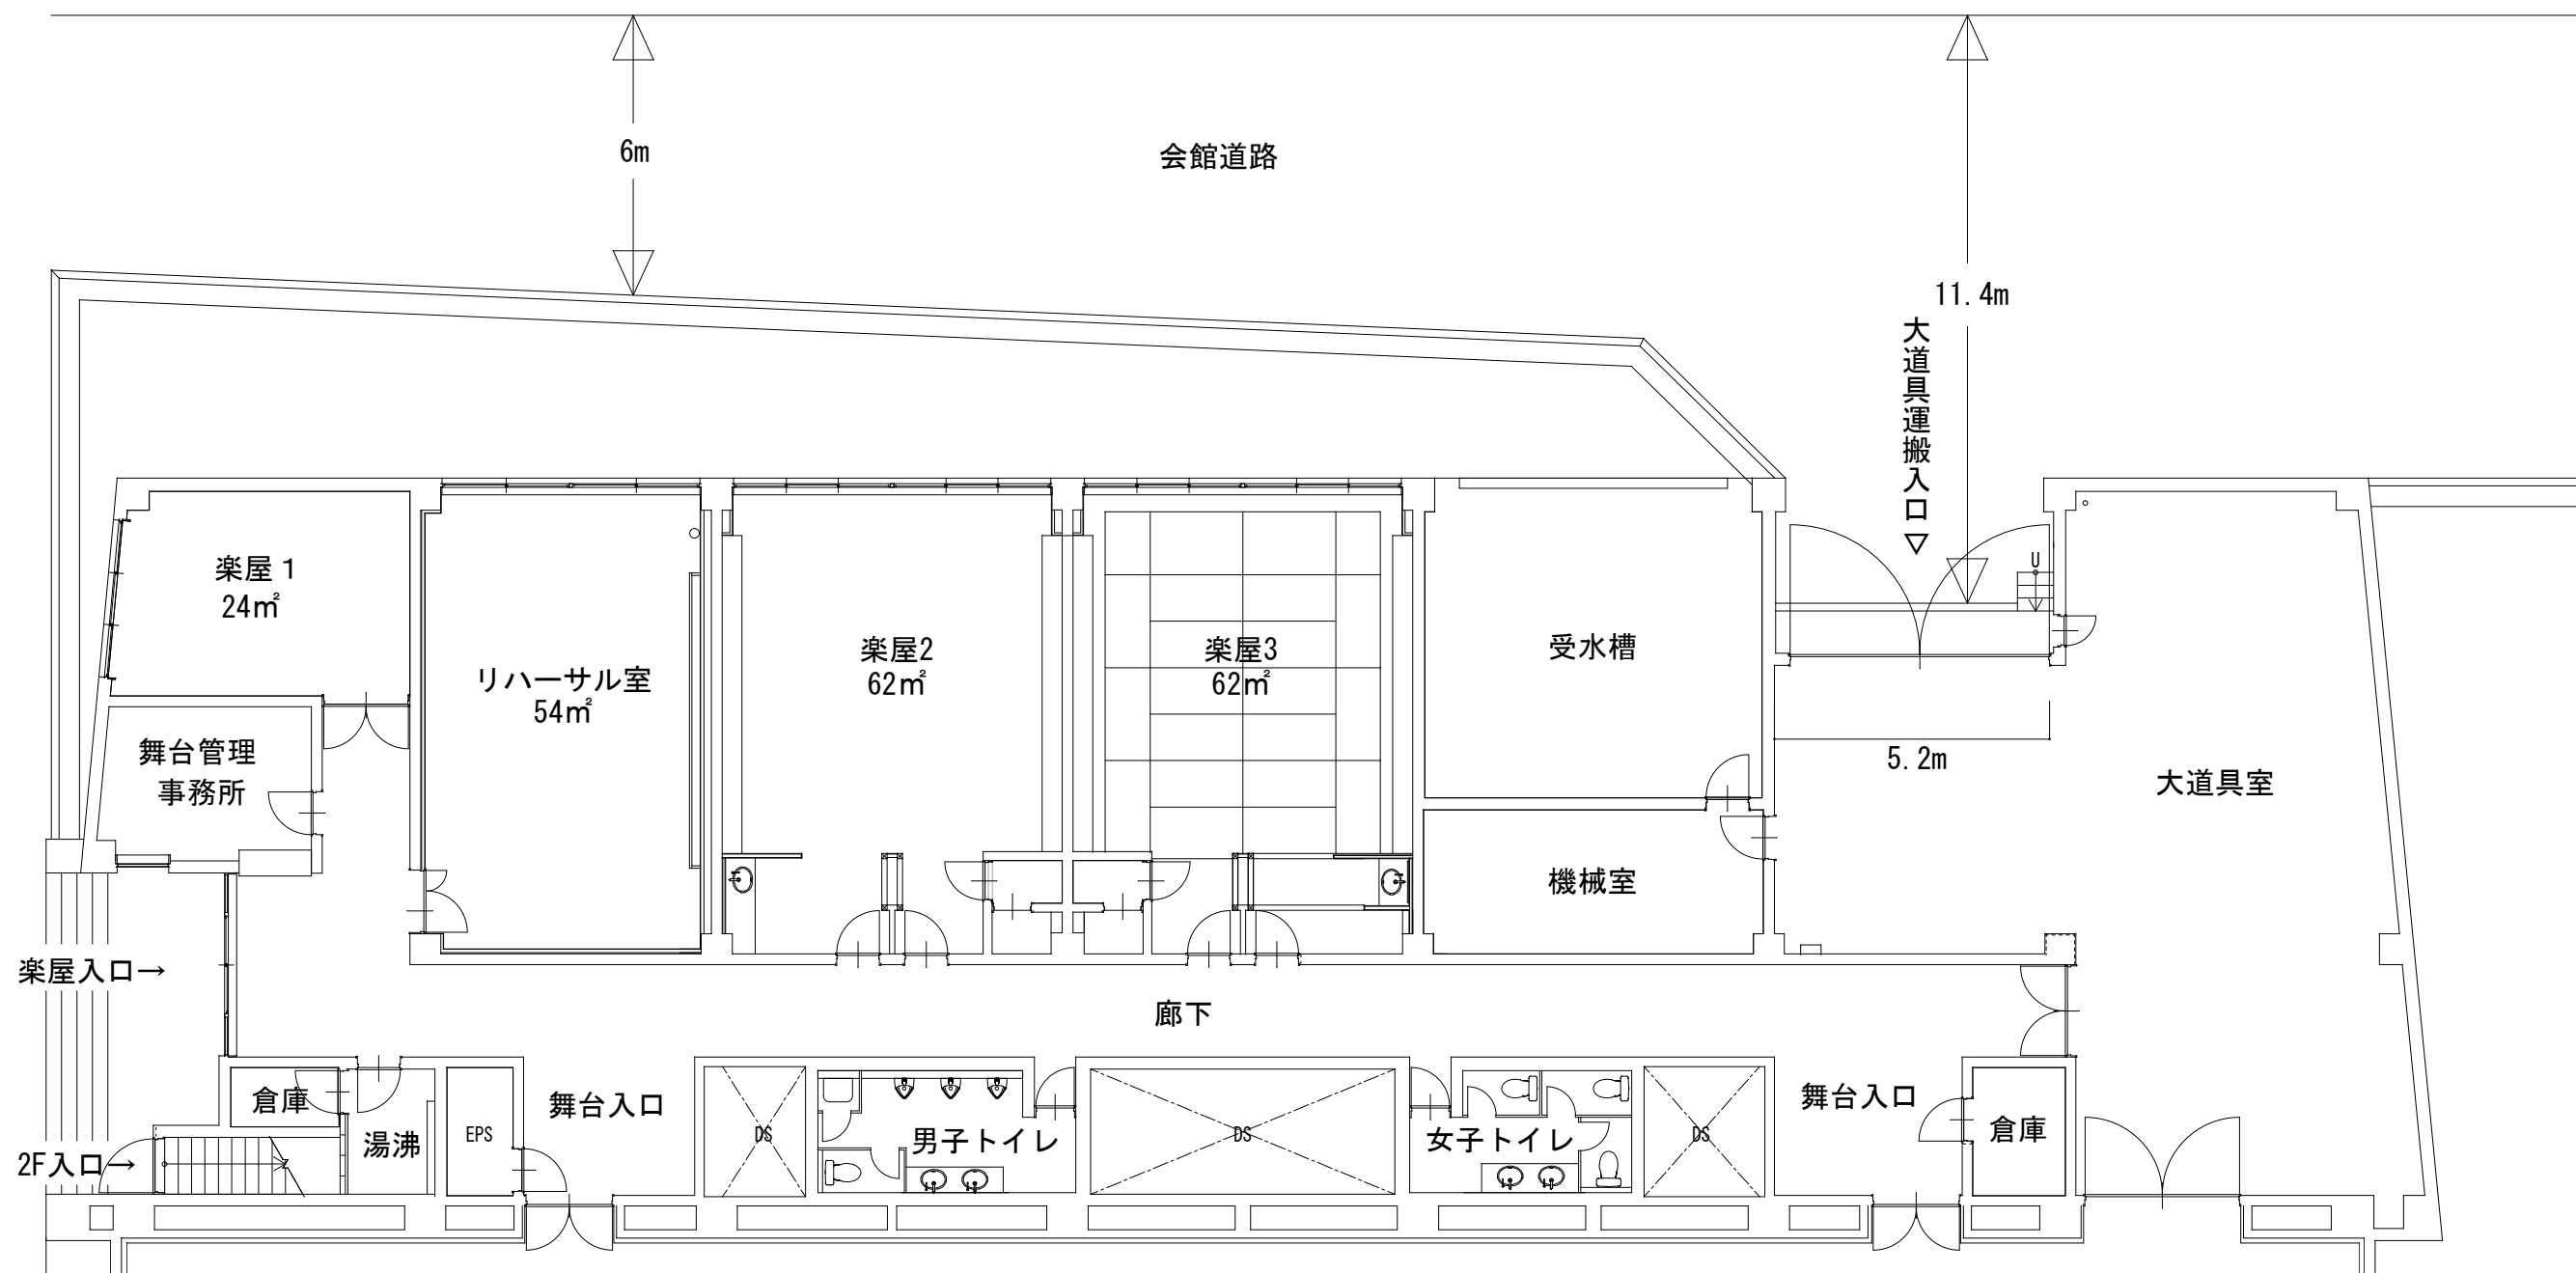 6m
会館道路
11.4m
大道具運搬入口▽
U
楽屋1
24㎡
リハーサル室
54㎡
楽屋2
62㎡
楽屋3
62㎡
受水槽
舞台管理
事務所
5.2m
大道具室
機械室
楽屋入口→
廊下
倉庫
湯沸
EPS
舞台入口
DS
男子トイレ
DS
女子トイレ
DS
舞台入口
倉庫
2F入口→